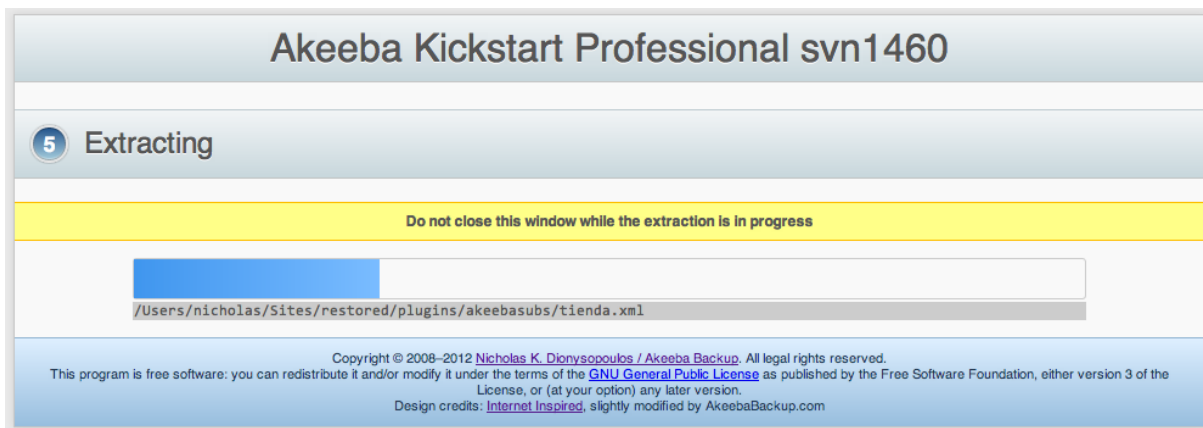 Akeeba Kickstart Professional svn1460
5 Extracting
Do not close this window while the extraction is in progress
/Users/nicholas/Sites/restored/plugins/akeebasubs/tienda.xml
Copyright © 2008–2012 Nicholas K. Dionysopoulos / Akeeba Backup. All legal rights reserved.
This program is free software: you can redistribute it and/or modify it under the terms of the GNU General Public License as published by the Free Software Foundation, either version 3 of the
License, or (at your option) any later version.
Design credits: Internet Inspired, slightly modified by AkeebaBackup.com